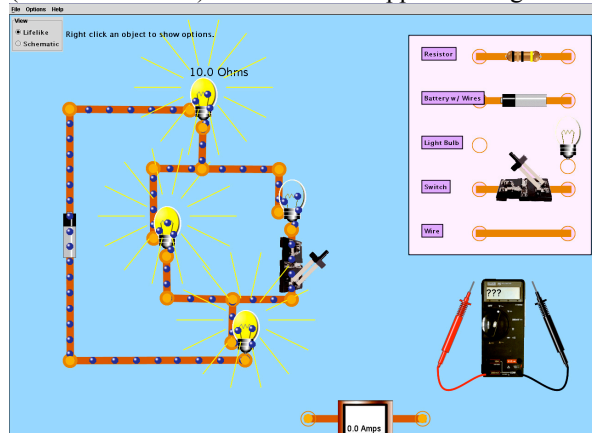 File Options Help
View
Lifelike
Schematic
Right click an object to show options.
10.0 Ohms
Resistor
Battery w/ Wires
Light Bulb
Switch
Wire
???
0.0 Amps